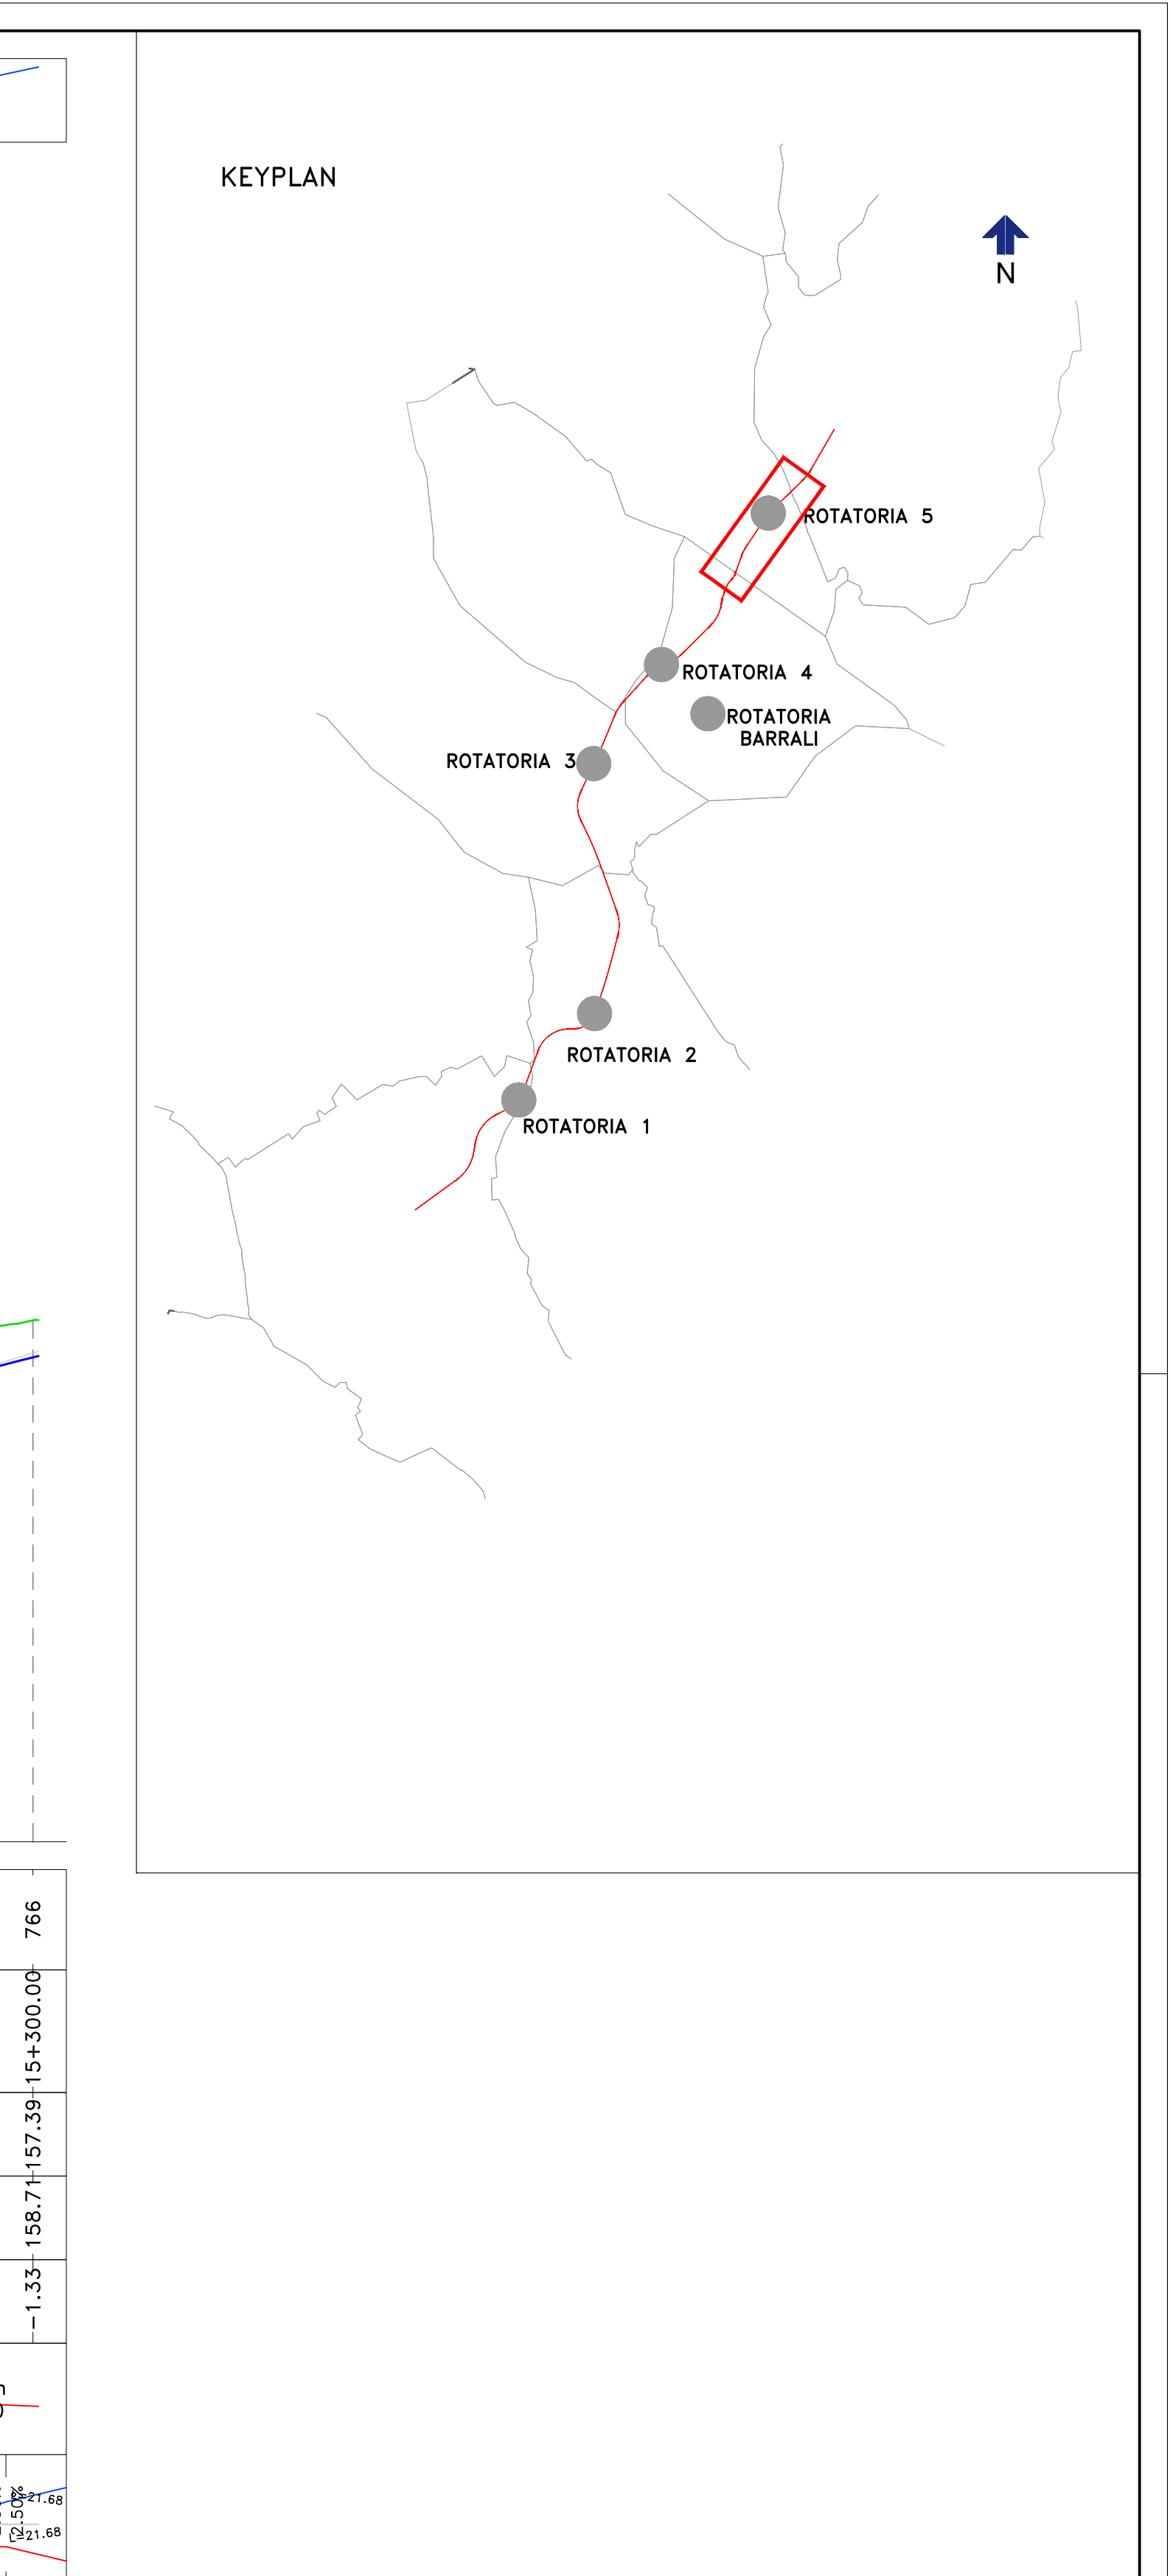 KEYPLAN
N
ROTATORIA 5
ROTATORIA 4
ROTATORIA
BARRALI
ROTATORIA 3
ROTATORIA 2
ROTATORIA 1
766
15+300.00
157.39
158.71
-1.33
2.50%
=21.68
L=21.68